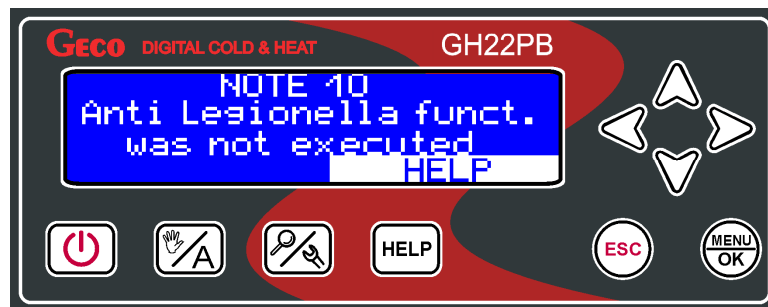 GECO DIGITAL COLD & HEAT GH22PB
NOTE 10
Anti Legionella funct.
was not executed
HELP
A
HELP
ESC
MENU
OK